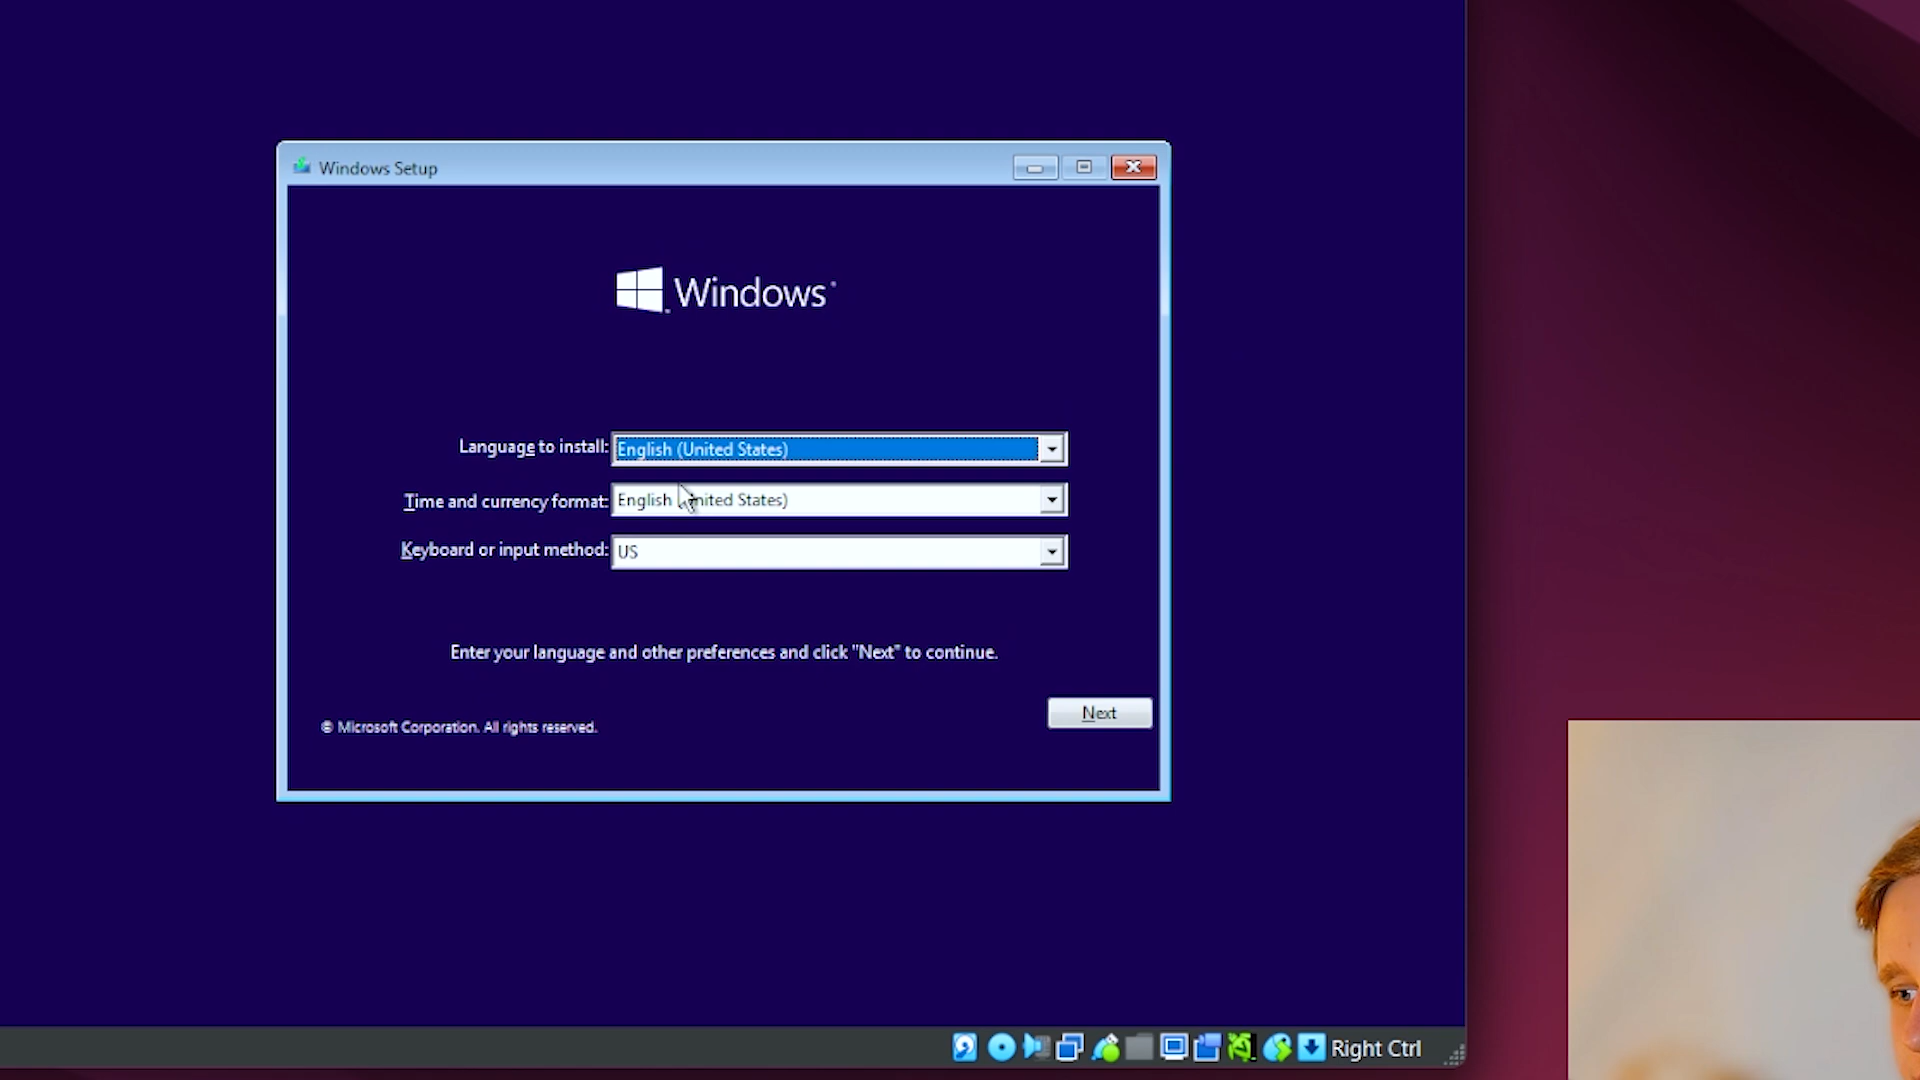 Windows Setup
Windows
Language to install: English (United States)
Time and currency format: English (United States)
Keyboard or input method: US
Enter your language and other preferences and click "Next" to continue.
Next
© Microsoft Corporation. All rights reserved.
Right Ctrl